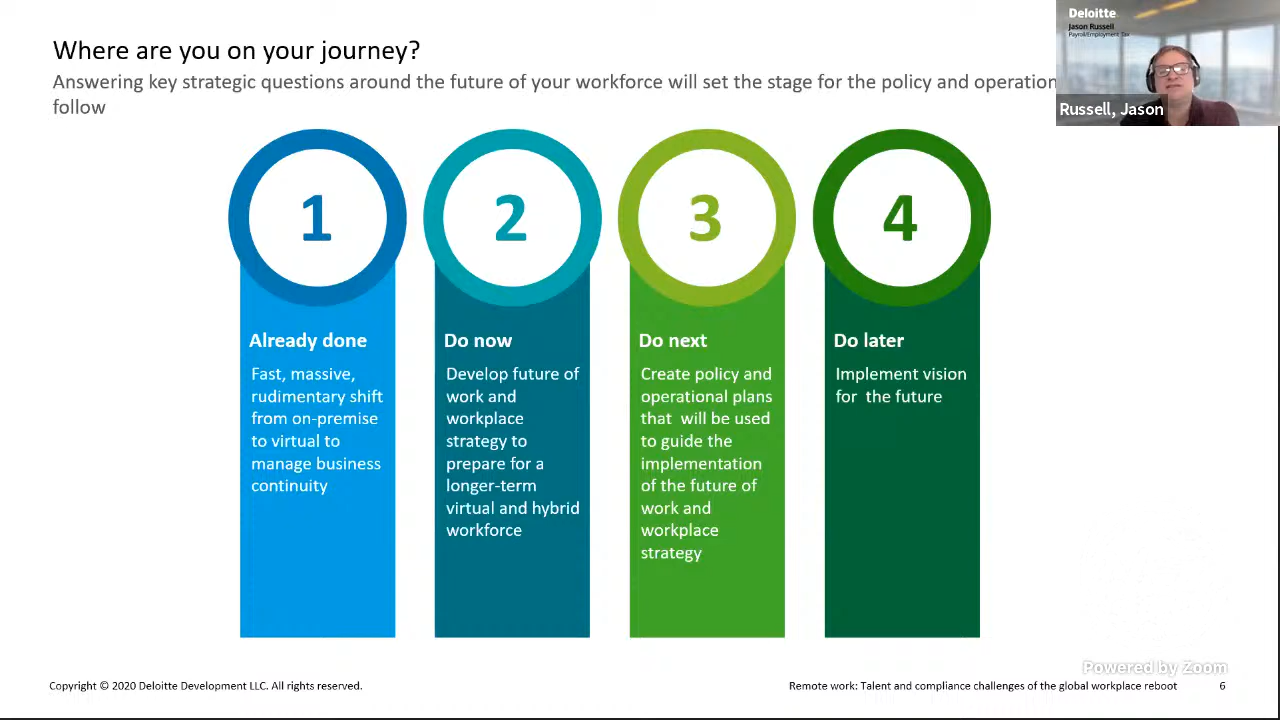 Where are you on your journey?
Answering key strategic questions around the future of your workforce will set the stage for the policy and operation
follow
Deloitte
Jason Russell
Payroll/Employment Tax
Russell, Jason
1
2
3
4
Already done
Fast, massive,
rudimentary shift
from on-premise
to virtual to
manage business
continuity
Do now
Develop future of
work and
workplace
strategy to
prepare for a
longer-term
virtual and hybrid
workforce
Do next
Create policy and
operational plans
that will be used
to guide the
implementation
of the future of
work and
workplace
strategy
Do later
Implement vision
for the future
Powered by Zoom
Copyright © 2020 Deloitte Development LLC. All rights reserved.
Remote work: Talent and compliance challenges of the global workplace reboot
6